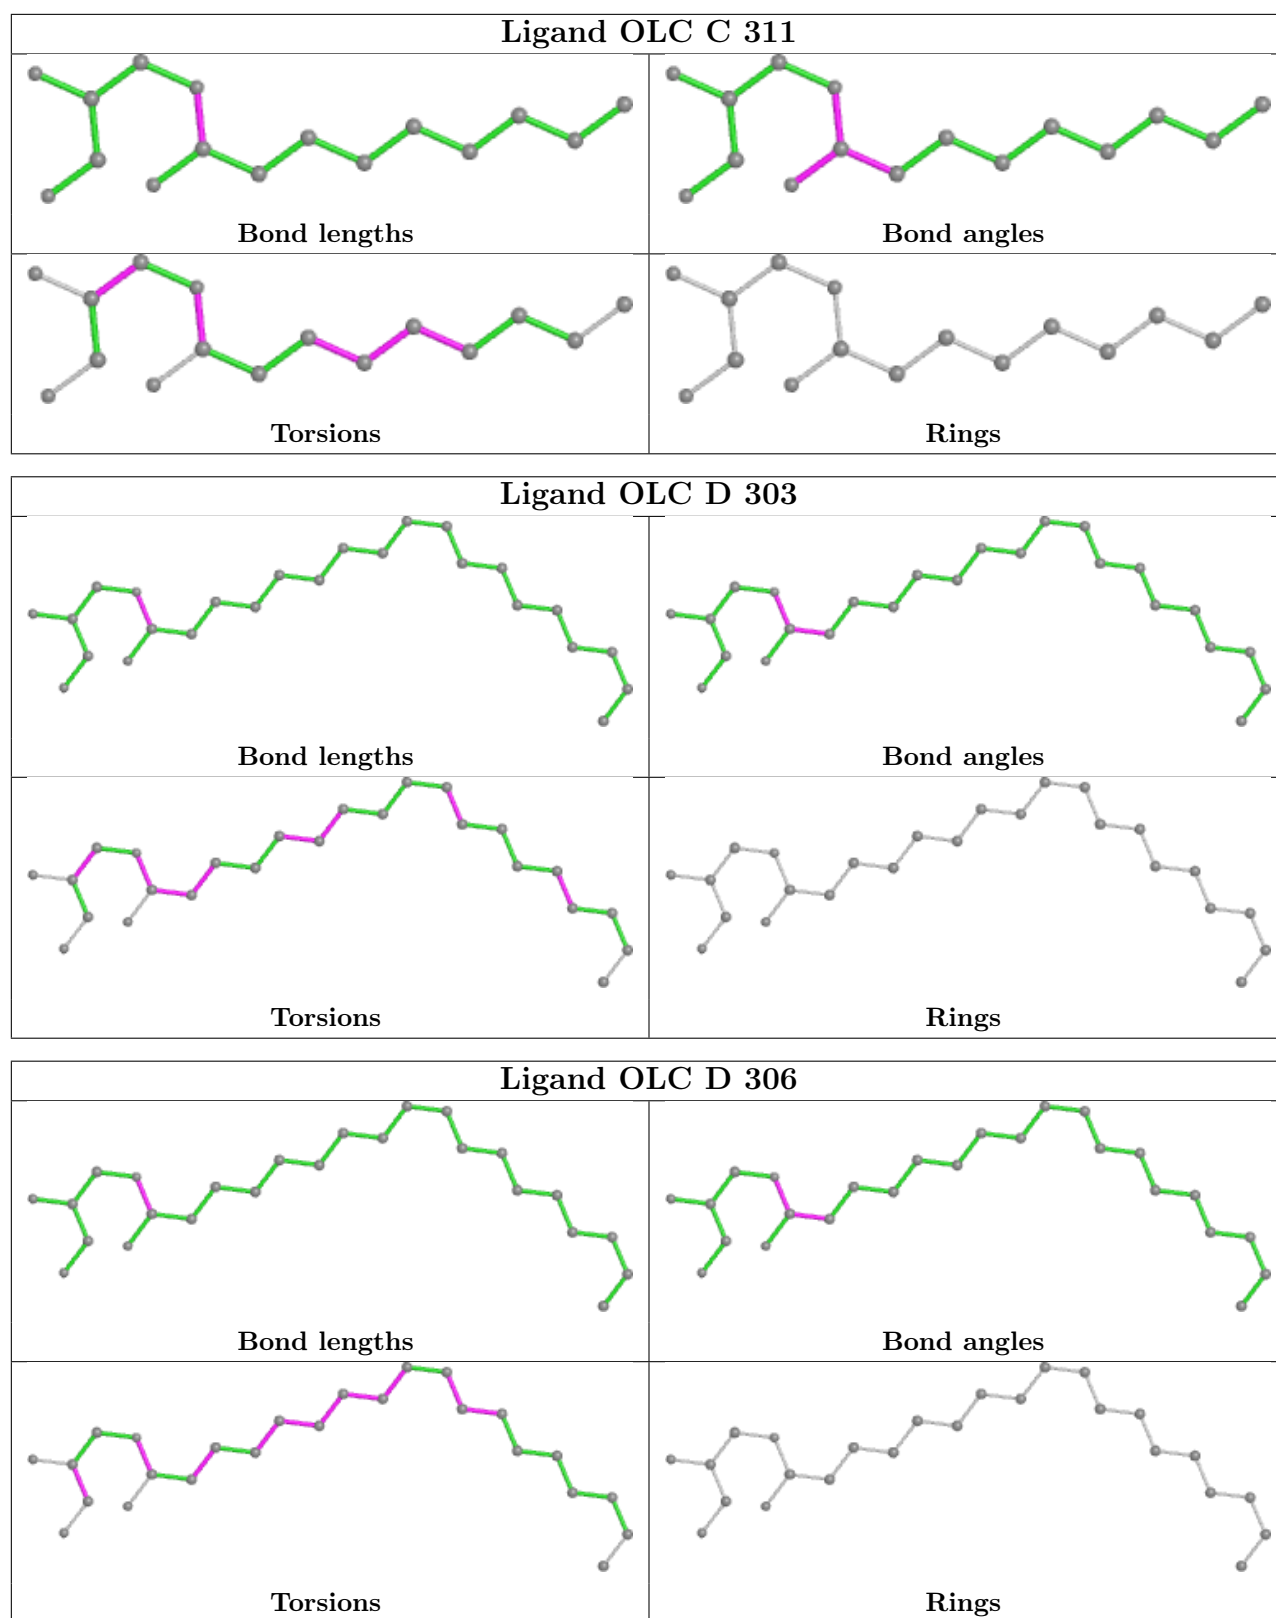 Ligand OLC C 311
Bond lengths
Bond angles
Torsions
Rings
Ligand OLC D 303
Bond lengths
Bond angles
Torsions
Rings
Ligand OLC D 306
Bond lengths
Bond angles
Torsions
Rings